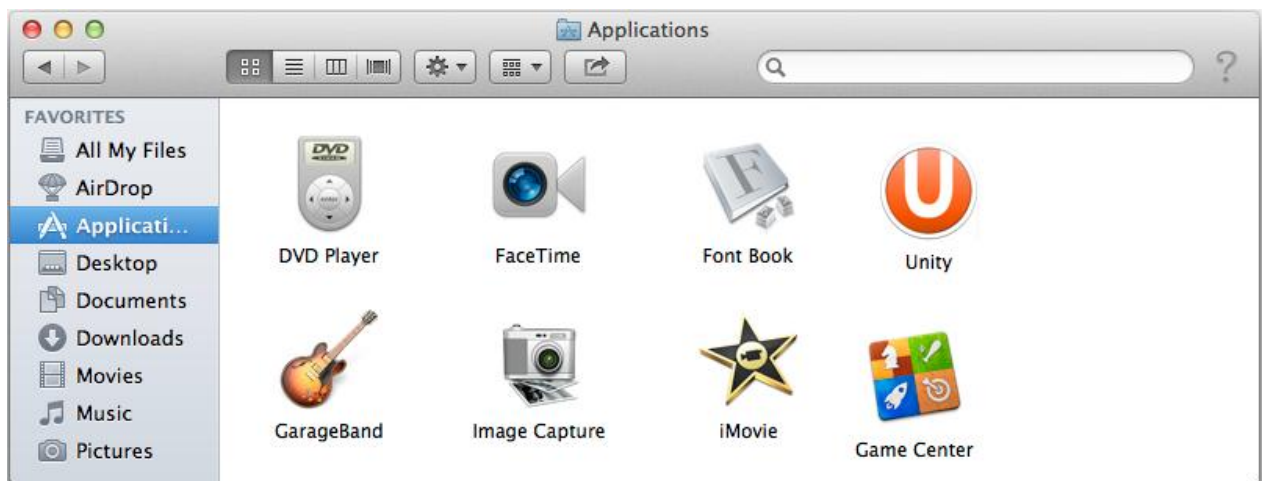 Applications
?
FAVORITES
All My Files
AirDrop
Applicati...
Desktop
Documents
Downloads
Movies
Music
Pictures
DVD
DVD Player
FaceTime
F
Font Book
U
Unity
GarageBand
Image Capture
iMovie
Game Center